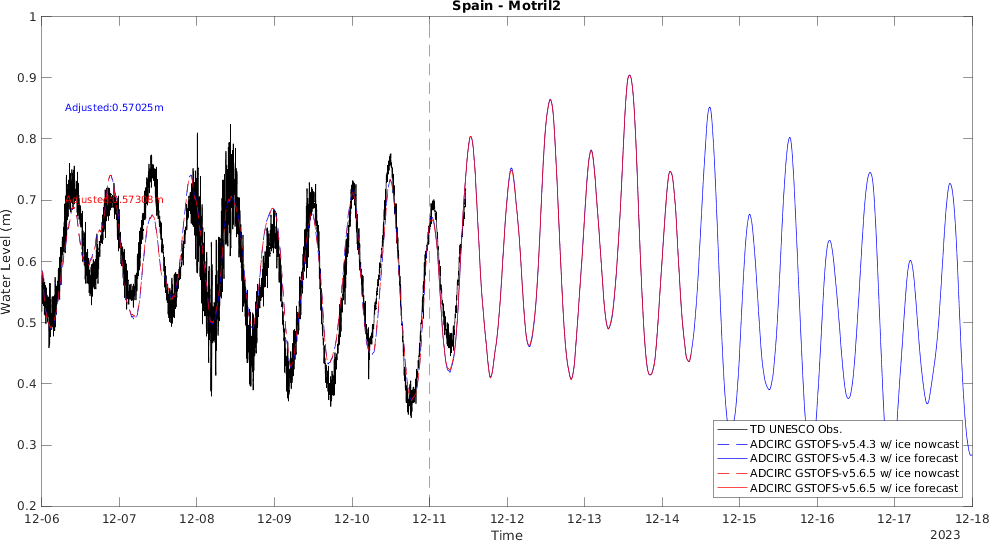 Spain - Motril2
Water Level (m)
1
0.9
0.8
0.7
0.6
0.5
0.4
0.3
0.2
Adjusted:0.57025m
Adjusted:0.57303m
TD UNESCO Obs.
ADCIRC GSTOFS-v5.4.3 w/ ice nowcast
ADCIRC GSTOFS-v5.4.3 w/ ice forecast
ADCIRC GSTOFS-v5.6.5 w/ ice nowcast
ADCIRC GSTOFS-v5.6.5 w/ ice forecast
12-06 12-07 12-08 12-09 12-10 12-11 12-12 12-13 12-14 12-15 12-16 12-17 12-18
Time
2023